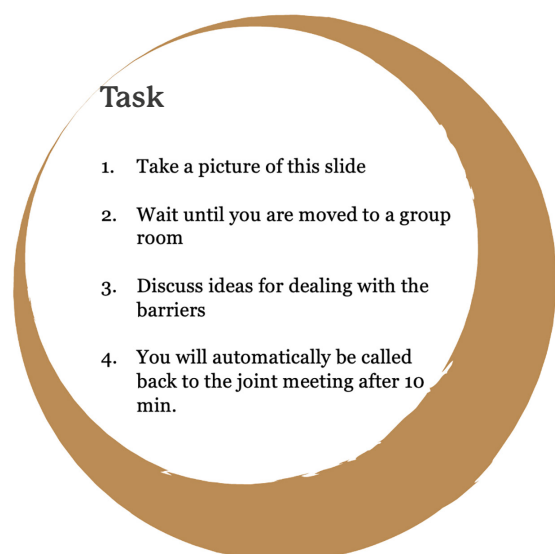 Task
1. Take a picture of this slide
2. Wait until you are moved to a group
room
3. Discuss ideas for dealing with the
barriers
4. You will automatically be called
back to the joint meeting after 10
min.